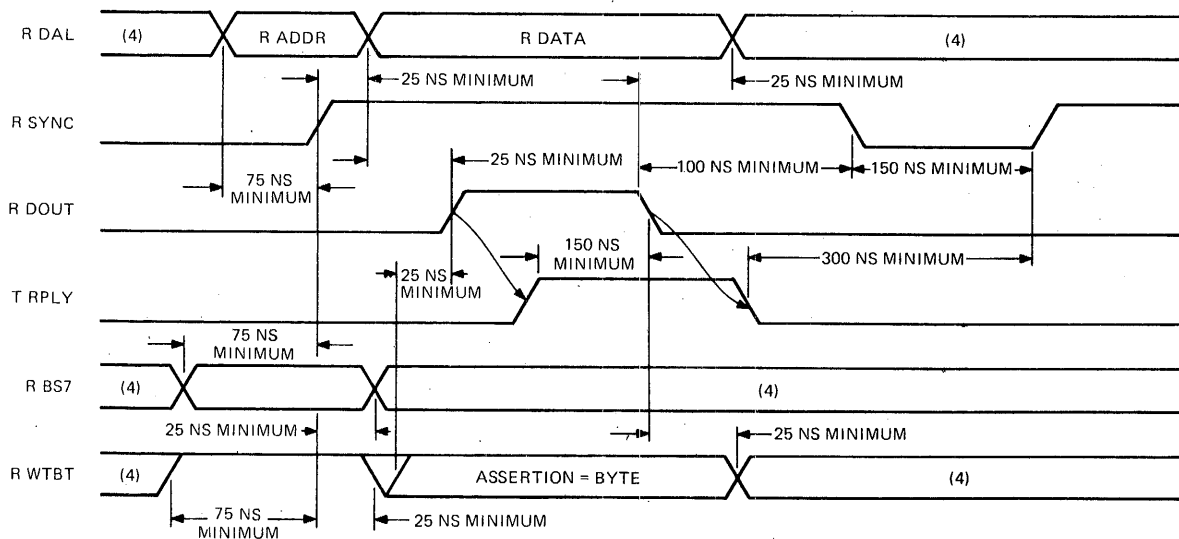 R DAL (4) R ADDR R DATA (4)
25 NS MINIMUM 25 NS MINIMUM
R SYNC
25 NS MINIMUM 100 NS MINIMUM 150 NS MINIMUM
75 NS
MINIMUM
R DOUT
150 NS
MINIMUM
300 NS MINIMUM
25 NS
MINIMUM
T RPLY
75 NS
MINIMUM
R BS7 (4) (4)
25 NS MINIMUM 25 NS MINIMUM
R WTBT (4) ASSERTION = BYTE (4)
75 NS
MINIMUM
25 NS MINIMUM